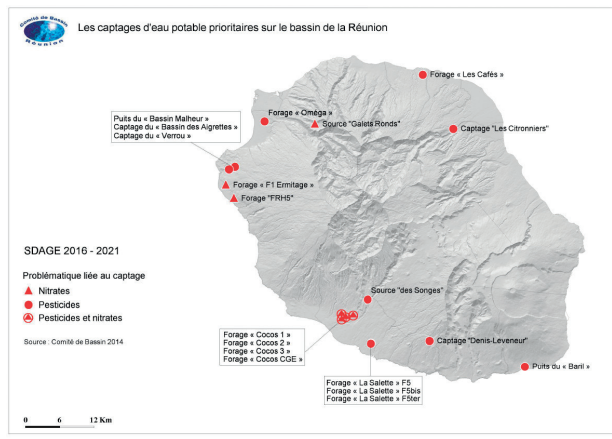 Comité de Bassin
Réunion
Les captages d'eau potable prioritaires sur le bassin de la Réunion
Forage « Les Cafés »
Forage « Oméga »
Source "Galets Ronds"
Captage "Les Citronniers"
Puits du « Bassin Malheur »
Captage du « Bassin des Aigrettes »
Captage du « Verrou »
Forage « F1 Ermitage »
Forage "FRH5"
SDAGE 2016 - 2021
Problématique liée au captage
Nitrates
Pesticides
Pesticides et nitrates
Source : Comité de Bassin 2014
Source "des Songes"
Forage « Cocos 1 »
Forage « Cocos 2 »
Forage « Cocos 3 »
Forage « Cocos CGE »
Captage "Denis-Leveneur"
Puits du « Baril »
Forage « La Salette » F5
Forage « La Salette » F5bis
Forage « La Salette » F5ter
0 6 12 Km